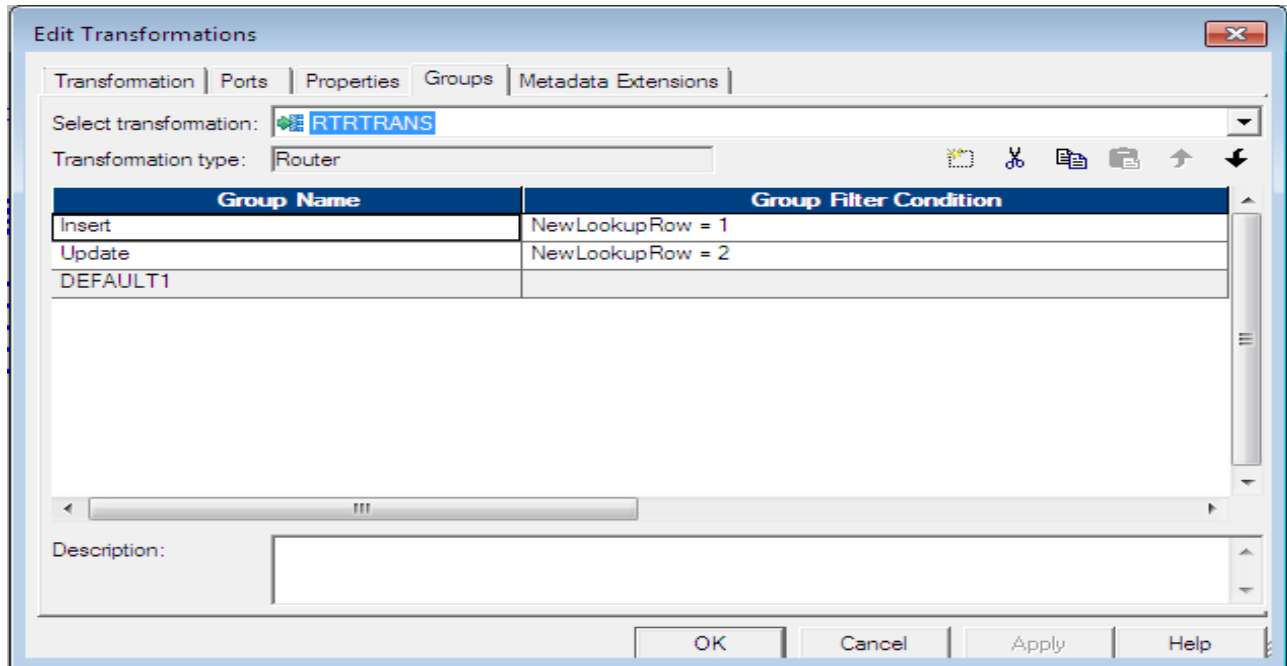 Edit Transformations
Transformation Ports Properties Groups Metadata Extensions
Select transformation: RTRTRANS
Transformation type: Router
Group Name Group Filter Condition
Insert NewLookupRow = 1
Update NewLookupRow = 2
DEFAULT1
Description:
OK Cancel Apply Help